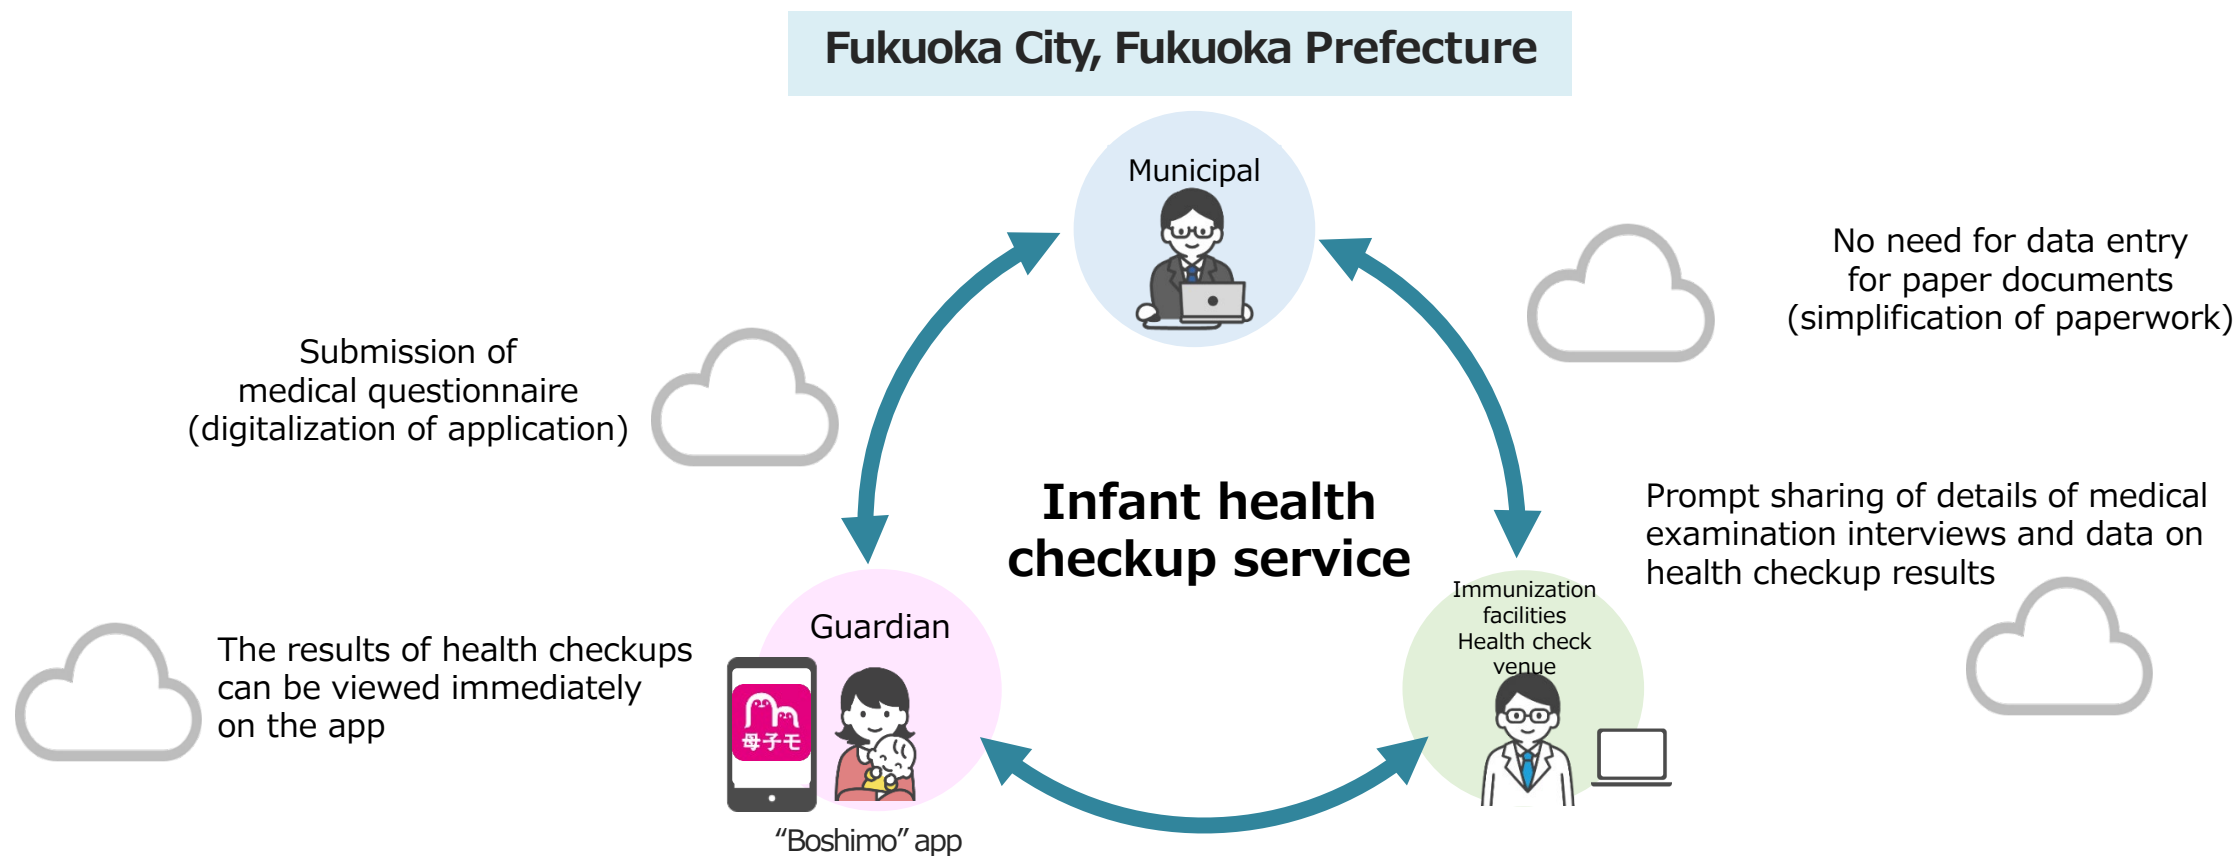 Fukuoka City, Fukuoka Prefecture
Municipal
No need for data entry
for paper documents
(simplification of paperwork)
Submission of
medical questionnaire
(digitalization of application)
Infant health
checkup service
Prompt sharing of details of medical
examination interviews and data on
health checkup results
Immunization
facilities
Health check
venue
Guardian
The results of health checkups
can be viewed immediately
on the app
母子モ
“Boshimo” app